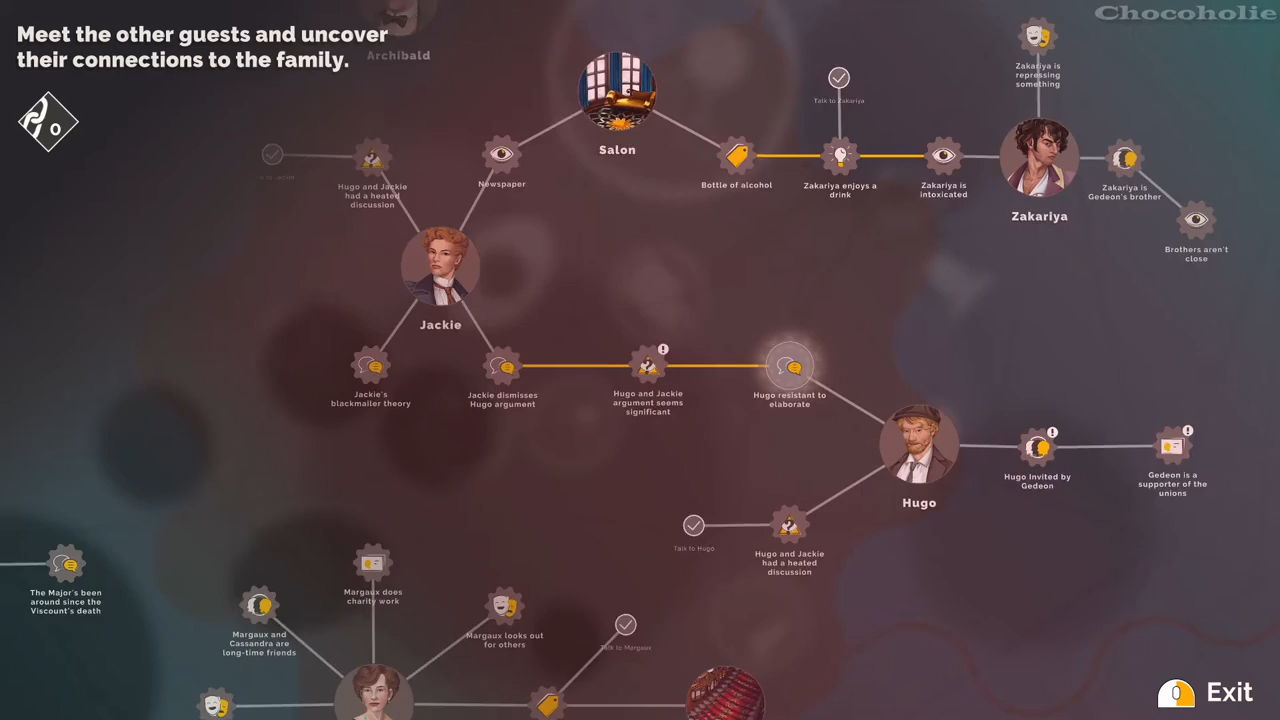 Chocoholic
Meet the other guests and uncover
their connections to the family.
Archibald
0
Zakariya is
repressing
something
Talk to Zakariya
Salon
Newspaper
Bottle of alcohol
Zakariya enjoys a
drink
Zakariya is
intoxicated
Zakariya
Zakariya is
Gedeon's brother
Brothers aren't
close
Hugo and Jackie
had a heated
discussion
Jackie
Jackie's
blackmailer theory
Jackie dismisses
Hugo argument
Hugo and Jackie
argument seems
significant
Hugo resistant to
elaborate
Hugo
Hugo Invited by
Gedeon
Gedeon is a
supporter of the
unions
Talk to Hugo
Hugo and Jackie
had a heated
discussion
The Major's been
around since the
Viscount's death
Margaux and
Cassandra are
long-time friends
Margaux does
charity work
Margaux looks out
for others
Talk to Margaux
Exit